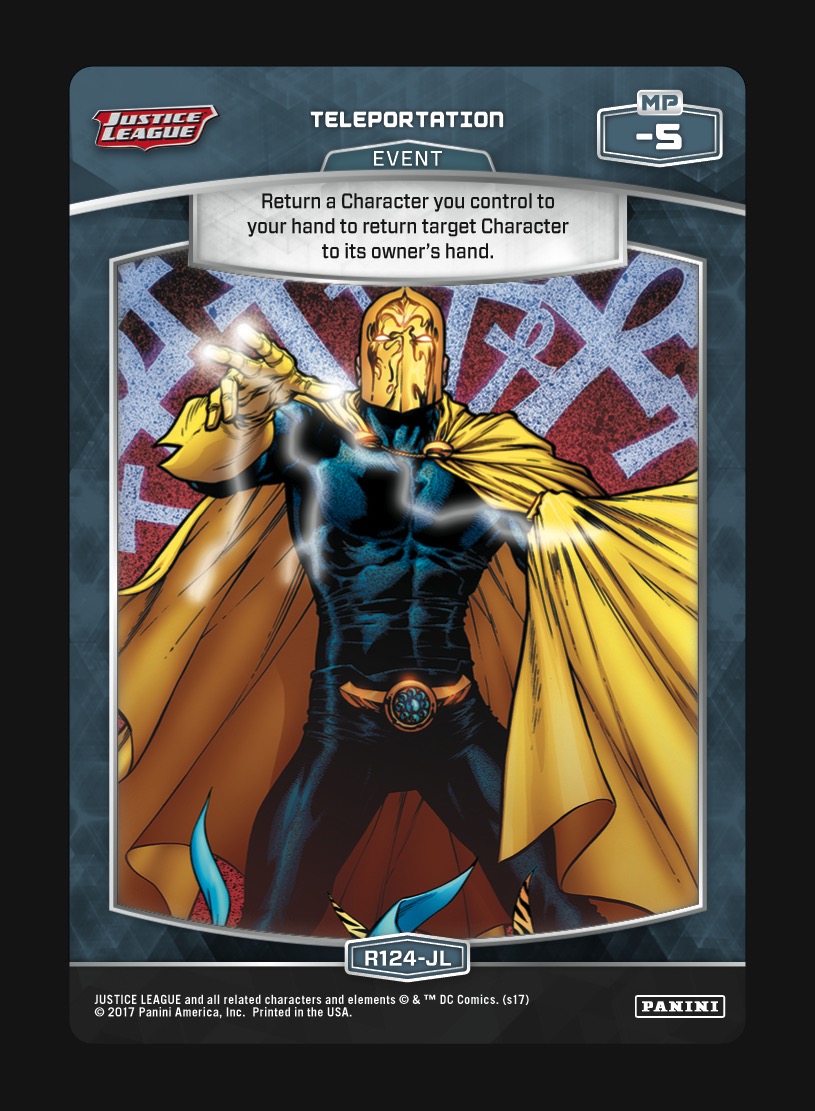 JUSTICE
LEAGUE
TELEPORTATION
MP
-5
EVENT
Return a Character you control to
your hand to return target Character
to its owner's hand.
R124-JL
JUSTICE LEAGUE and all related characters and elements © & ™ DC Comics. (s17)
© 2017 Panini America, Inc. Printed in the USA.
PANINI